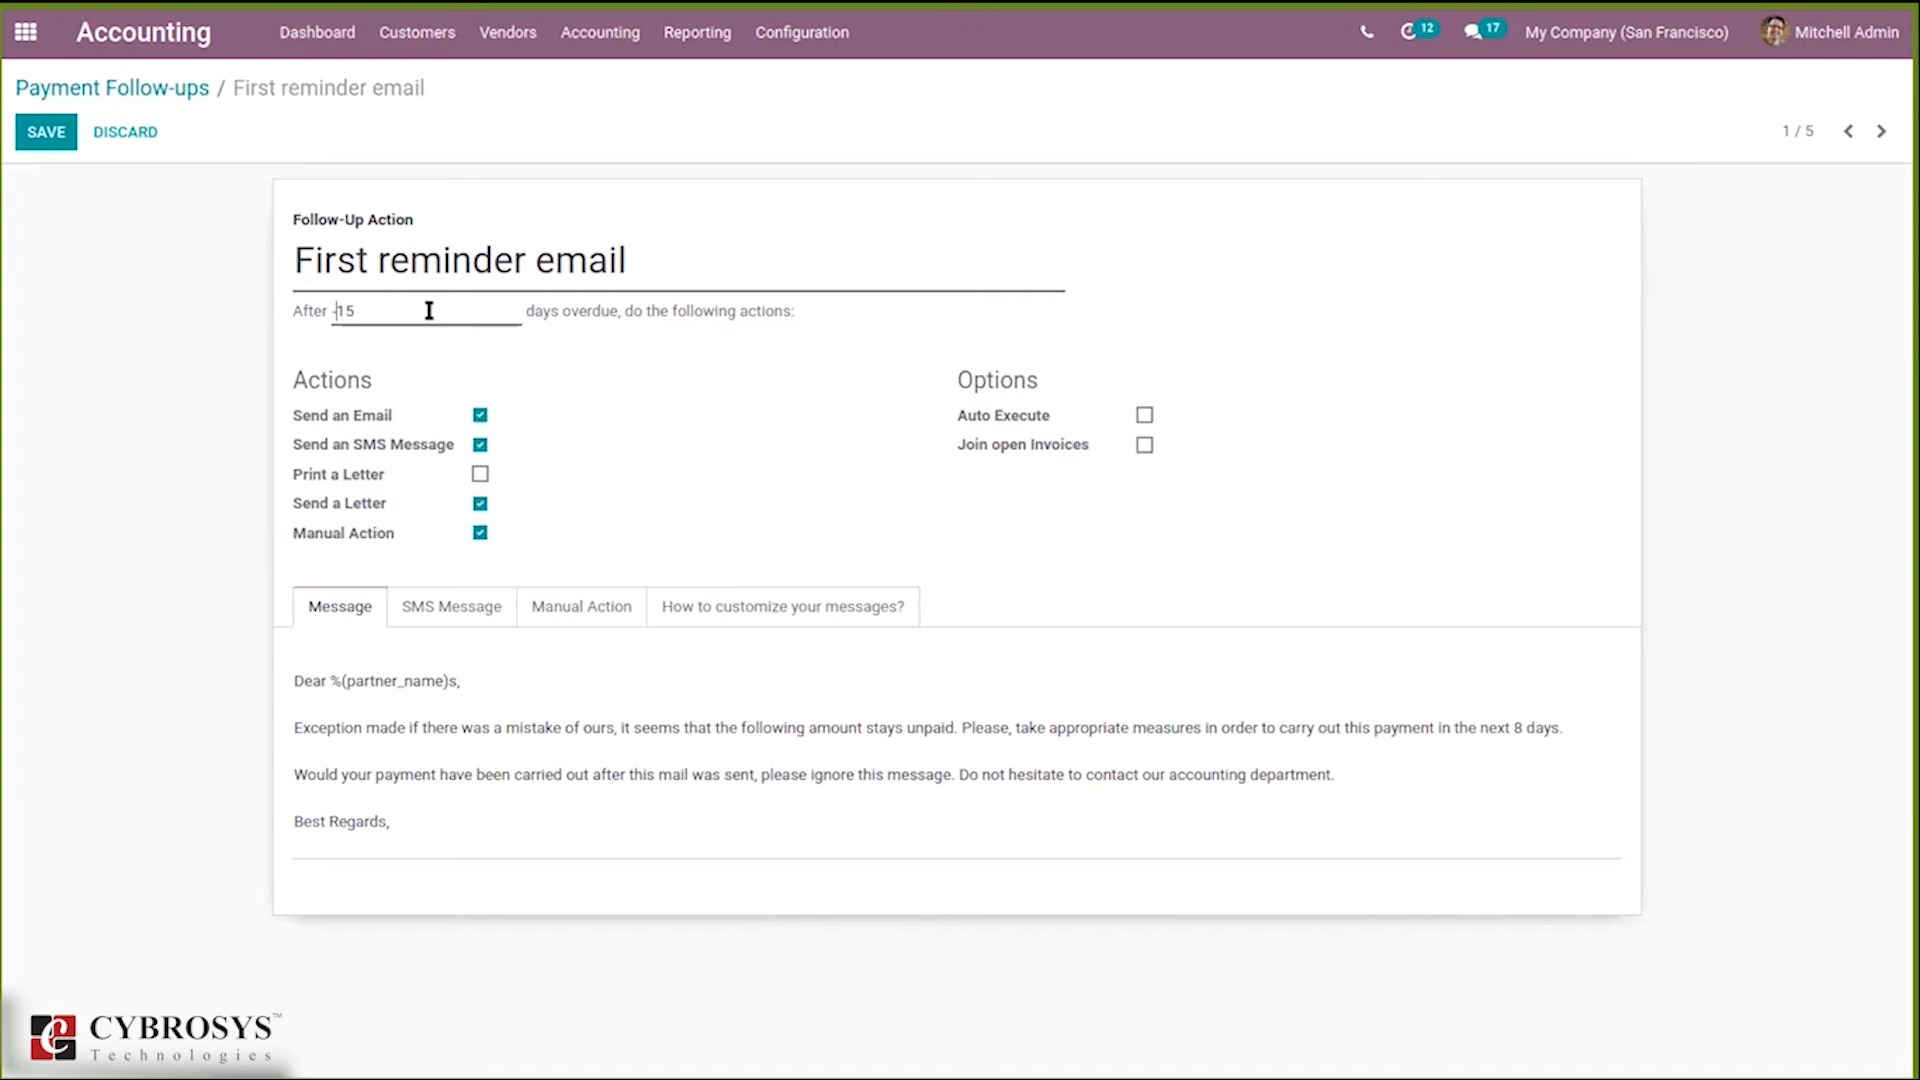 Accounting Dashboard Customers Vendors Accounting Reporting Configuration 12 17 My Company (San Francisco) Mitchell Admin
Payment Follow-ups / First reminder email
SAVE DISCARD 1 / 5
Follow-Up Action
First reminder email
After -15 days overdue, do the following actions:
Actions Options
Send an Email Auto Execute
Send an SMS Message Join open Invoices
Print a Letter
Send a Letter
Manual Action
Message SMS Message Manual Action How to customize your messages?
Dear %(partner_name)s,
Exception made if there was a mistake of ours, it seems that the following amount stays unpaid. Please, take appropriate measures in order to carry out this payment in the next 8 days.
Would your payment have been carried out after this mail was sent, please ignore this message. Do not hesitate to contact our accounting department.
Best Regards,
CYBROSYS™
Technologies